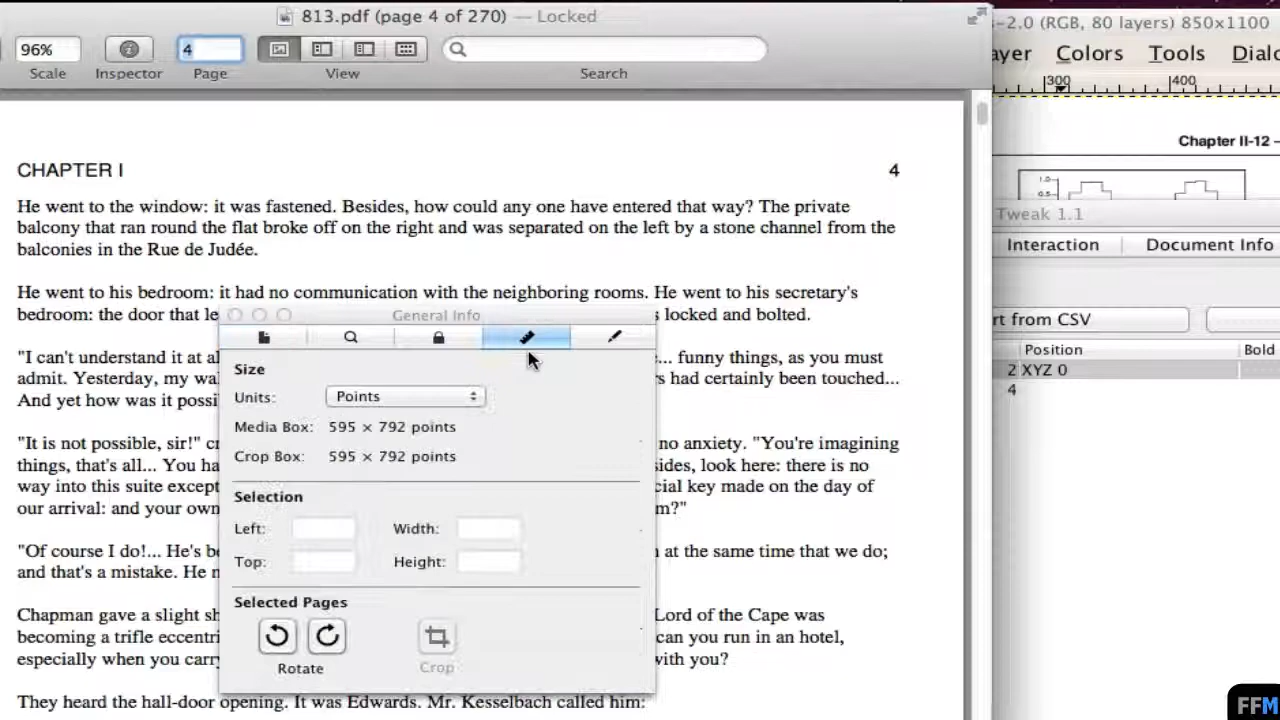 813.pdf (page 4 of 270) — Locked
96%
4
Scale
Inspector
Page
View
Search
CHAPTER I
4
He went to the window: it was fastened. Besides, how could any one have entered that way? The private
balcony that ran round the flat broke off on the right and was separated on the left by a stone channel from the
balconies in the Rue de Judée.
He went to his bedroom: it had no communication with the neighboring rooms. He went to his secretary's
bedroom: the door that le
s locked and bolted.
"I can't understand it at al
... funny things, as you must
admit. Yesterday, my wal
s had certainly been touched...
And yet how was it possi
"It is not possible, sir!" cr
no anxiety. "You're imagining
things, that's all... You ha
sides, look here: there is no
way into this suite except
cial key made on the day of
our arrival: and your own
m?"
"Of course I do!... He's be
at the same time that we do;
and that's a mistake. He n
Chapman gave a slight sh
Lord of the Cape was
becoming a trifle eccentri
can you run in an hotel,
especially when you carry
with you?
They heard the hall-door opening. It was Edwards. Mr. Kesselbach called him:
General Info
Size
Units:
Points
Media Box: 595 × 792 points
Crop Box: 595 × 792 points
Selection
Left:
Width:
Top:
Height:
Selected Pages
Rotate
Crop
-2.0 (RGB, 80 layers) 850x1100
ayer Colors Tools Dialo
300
400
Chapter II-12 –
1.0
0.5
Tweak 1.1
Interaction
Document Info
rt from CSV
Position
Bold
2 XYZ 0
4
FFM